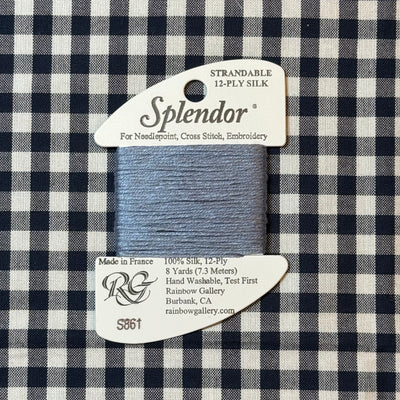 STRANDABLE
12-PLY SILK
Splendor ®
For Needlepoint, Cross Stitch, Embroidery
Made in France
RG
S861
100% Silk, 12-Ply
8 Yards (7.3 Meters)
Hand Washable, Test First
Rainbow Gallery
Burbank, CA
rainbowgallery.com